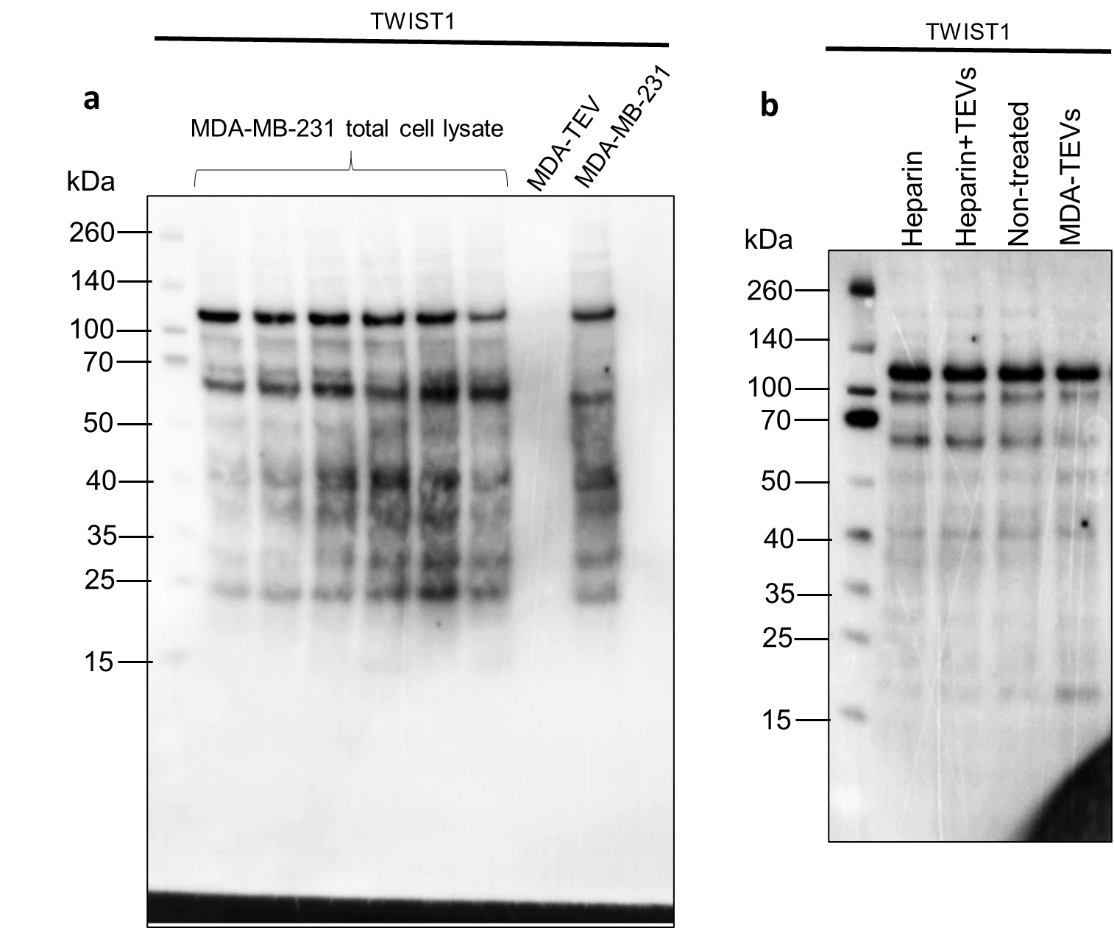 TWIST1
a
MDA-MB-231 total cell lysate
MDA-TEV
MDA-MB-231
kDa
260
140
100
70
50
40
35
25
15
TWIST1
b
Heparin
Heparin+TEVs
Non-treated
MDA-TEVs
kDa
260
140
100
70
50
40
35
25
15